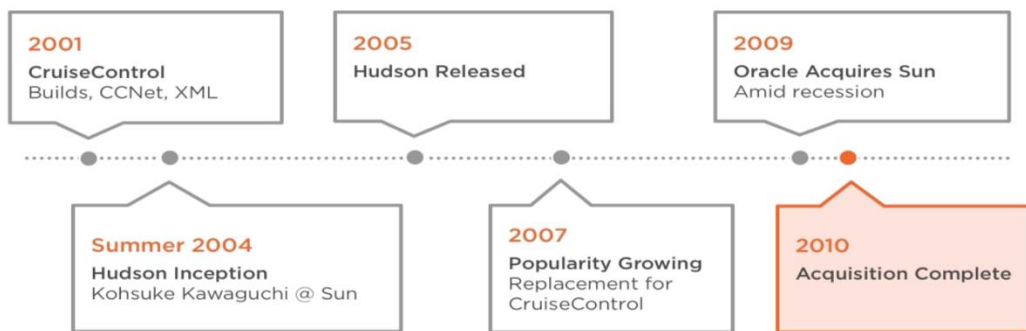 2001
CruiseControl
Builds, CCNet, XML
2005
Hudson Released
2009
Oracle Acquires Sun
Amid recession
Summer 2004
Hudson Inception
Kohsuke Kawaguchi @ Sun
2007
Popularity Growing
Replacement for
CruiseControl
2010
Acquisition Complete